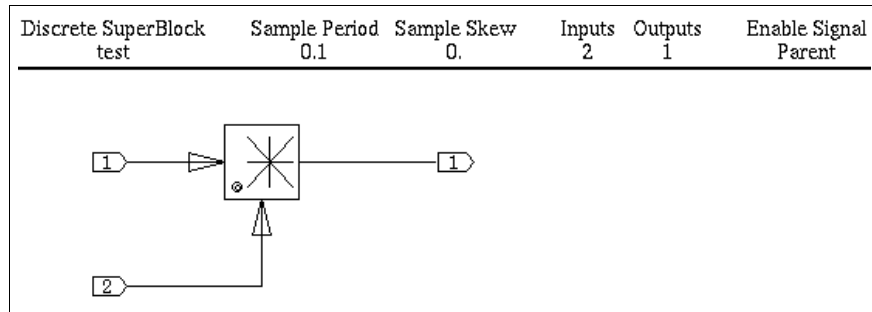 Discrete SuperBlock Sample Period Sample Skew Inputs Outputs Enable Signal
test 0.1 0. 2 1 Parent
1 1
2